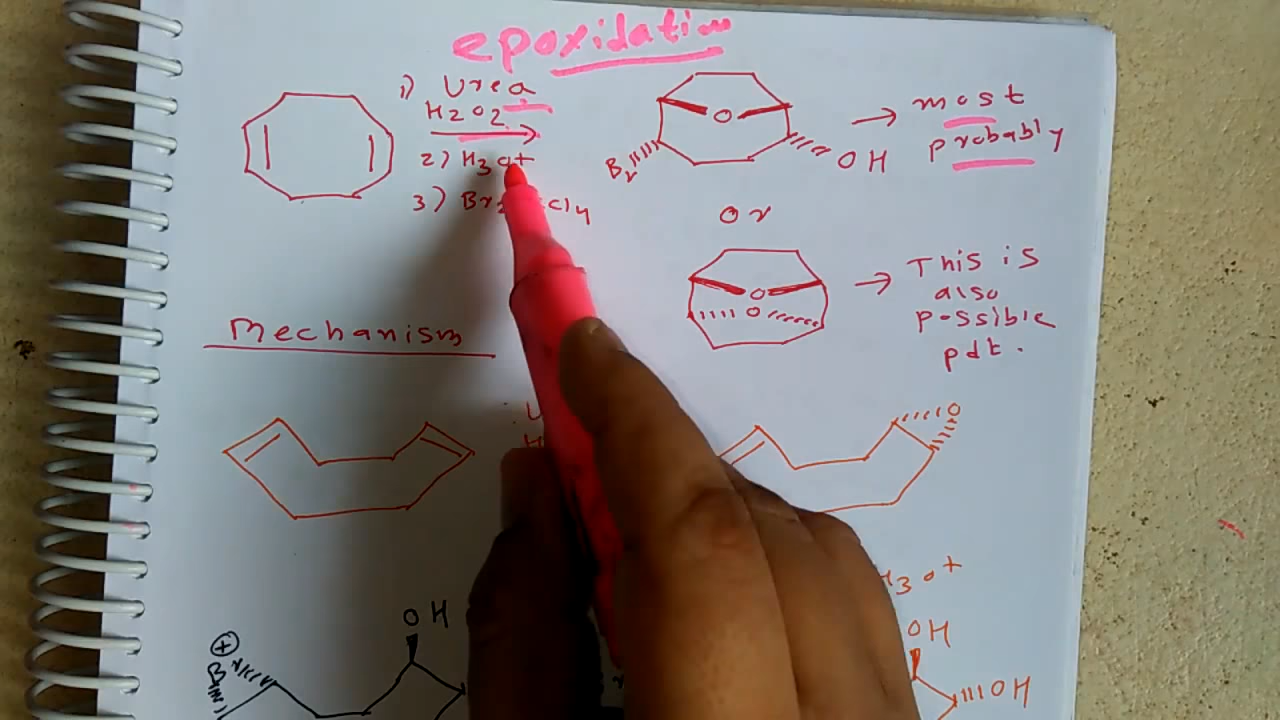 epoxidation
1) Urea
H2O2
2) H3O+
3) Br2
Cl4
O
Br
OH
→ most
probably
Or
O
O
→ This is
also
possible
pdt.
Mechanism
O
H3O+
OH
OH
+
Br
OH